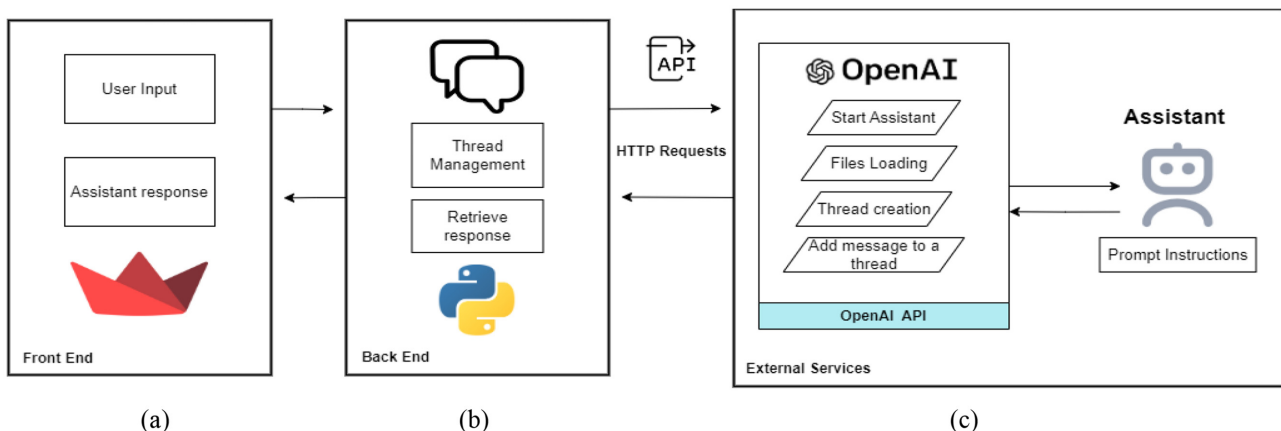 User Input
Assistant response
Front End
Thread
Management
Retrieve
response
Back End
API
HTTP Requests
OpenAI
Start Assistant
Files Loading
Thread creation
Add message to a
thread
OpenAI API
Assistant
Prompt Instructions
External Services
(a)
(b)
(c)